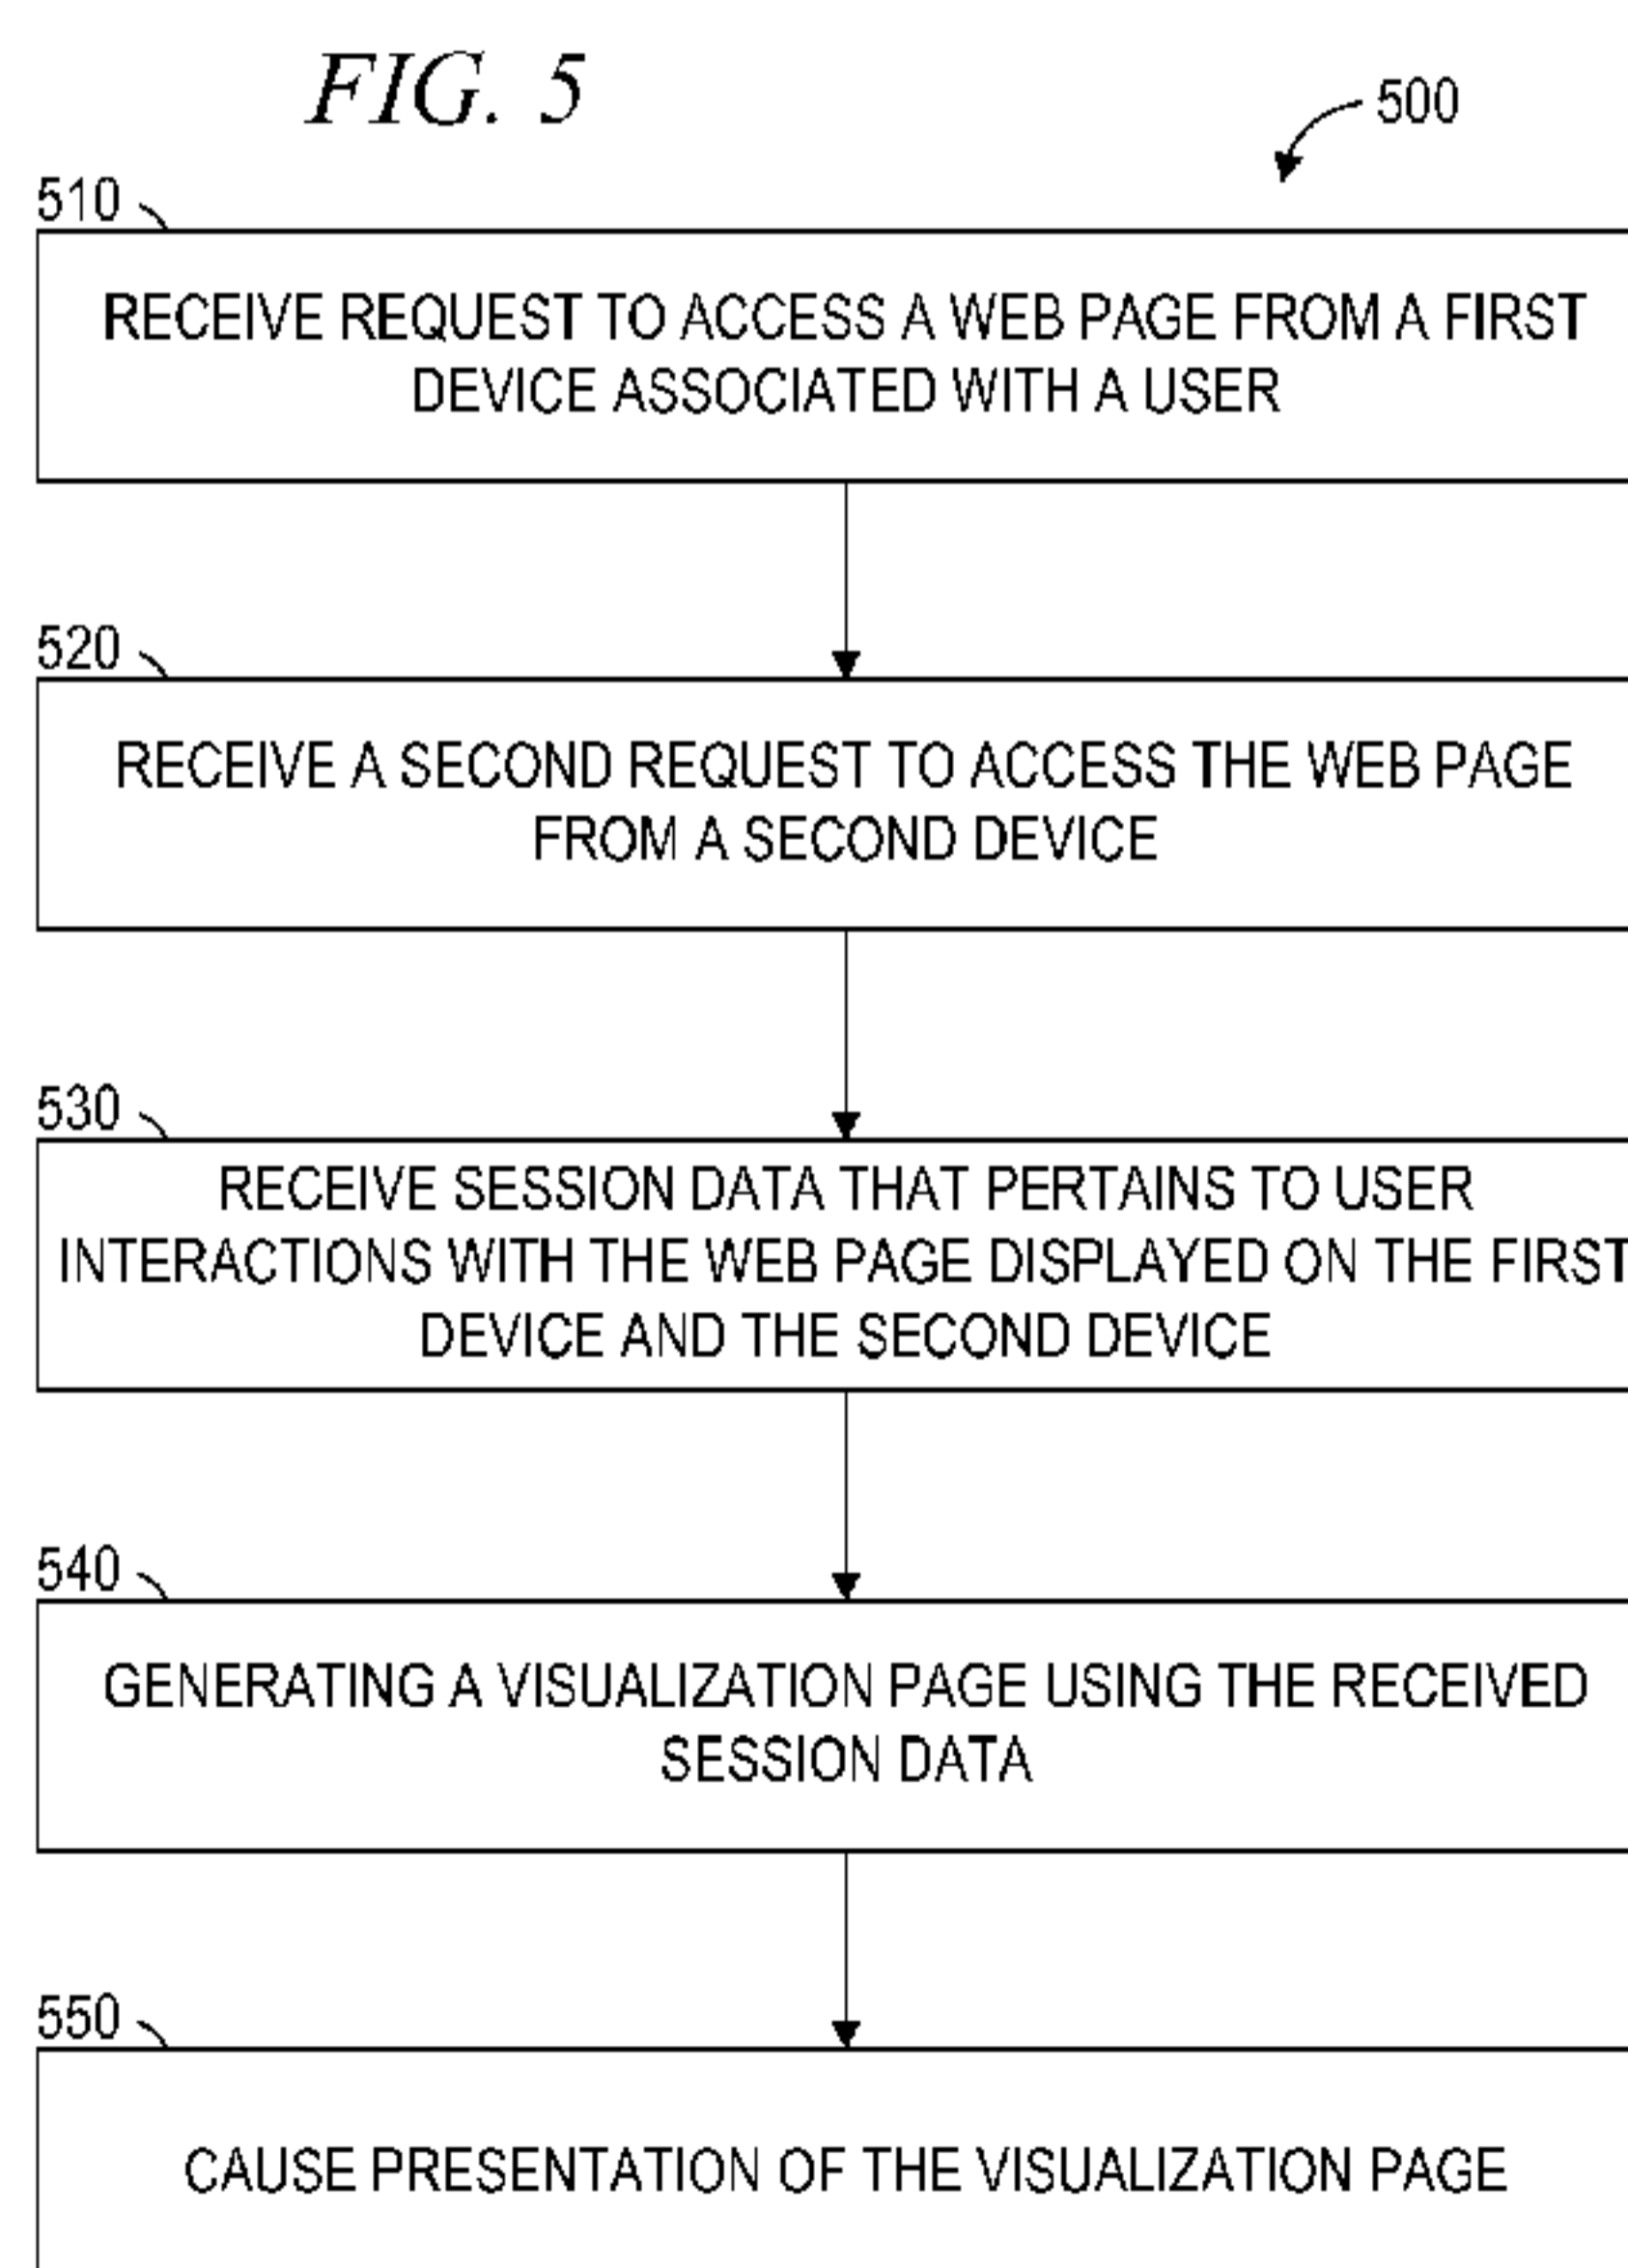 FIG. 5
500
510
RECEIVE REQUEST TO ACCESS A WEB PAGE FROM A FIRST
DEVICE ASSOCIATED WITH A USER
520
RECEIVE A SECOND REQUEST TO ACCESS THE WEB PAGE
FROM A SECOND DEVICE
530
RECEIVE SESSION DATA THAT PERTAINS TO USER
INTERACTIONS WITH THE WEB PAGE DISPLAYED ON THE FIRST
DEVICE AND THE SECOND DEVICE
540
GENERATING A VISUALIZATION PAGE USING THE RECEIVED
SESSION DATA
550
CAUSE PRESENTATION OF THE VISUALIZATION PAGE